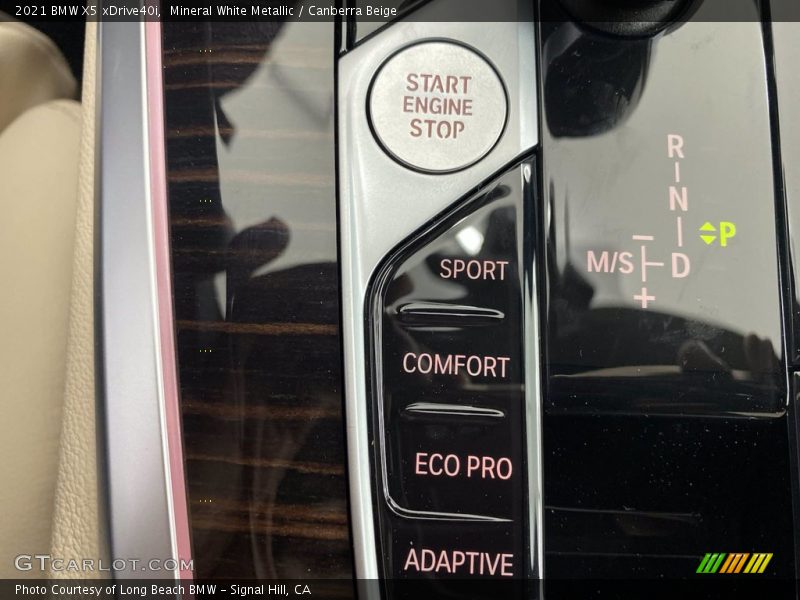 2021 BMW X5 xDrive40i,  Mineral White Metallic / Canberra Beige
START
ENGINE
STOP
R
N
P
M/S
D
SPORT
COMFORT
ECO PRO
ADAPTIVE
GTCARLOT.COM
Photo Courtesy of Long Beach BMW – Signal Hill, CA